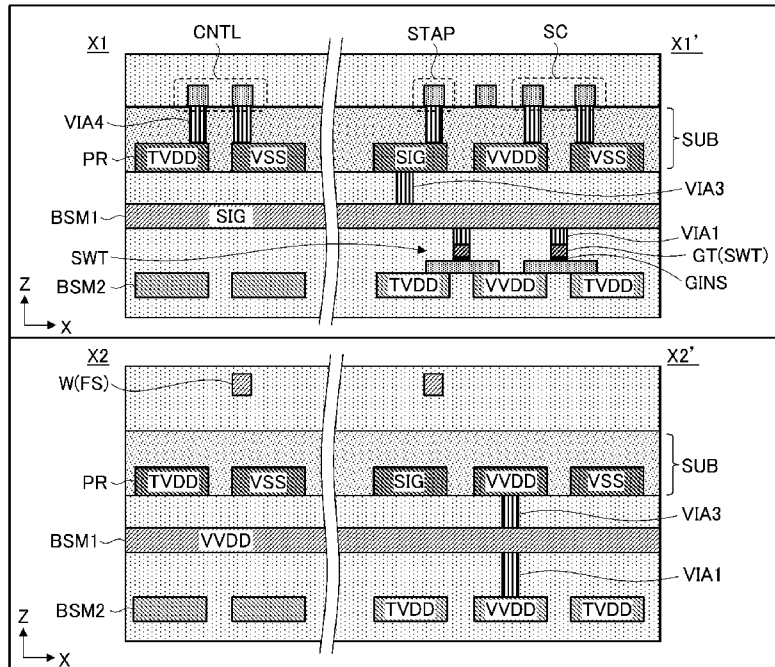 X1 CNTL STAP SC X1'
VIA4
SUB
PR TVDD VSS SIG VVDD VSS
VIA3
BSM1 SIG
VIA1
SWT GT(SWT)
GINS
BSM2 TVDD VVDD TVDD
Z
X
X2 X2'
W(FS)
SUB
PR TVDD VSS SIG VVDD VSS
VIA3
BSM1 VVDD
VIA1
BSM2 TVDD VVDD TVDD
Z
X